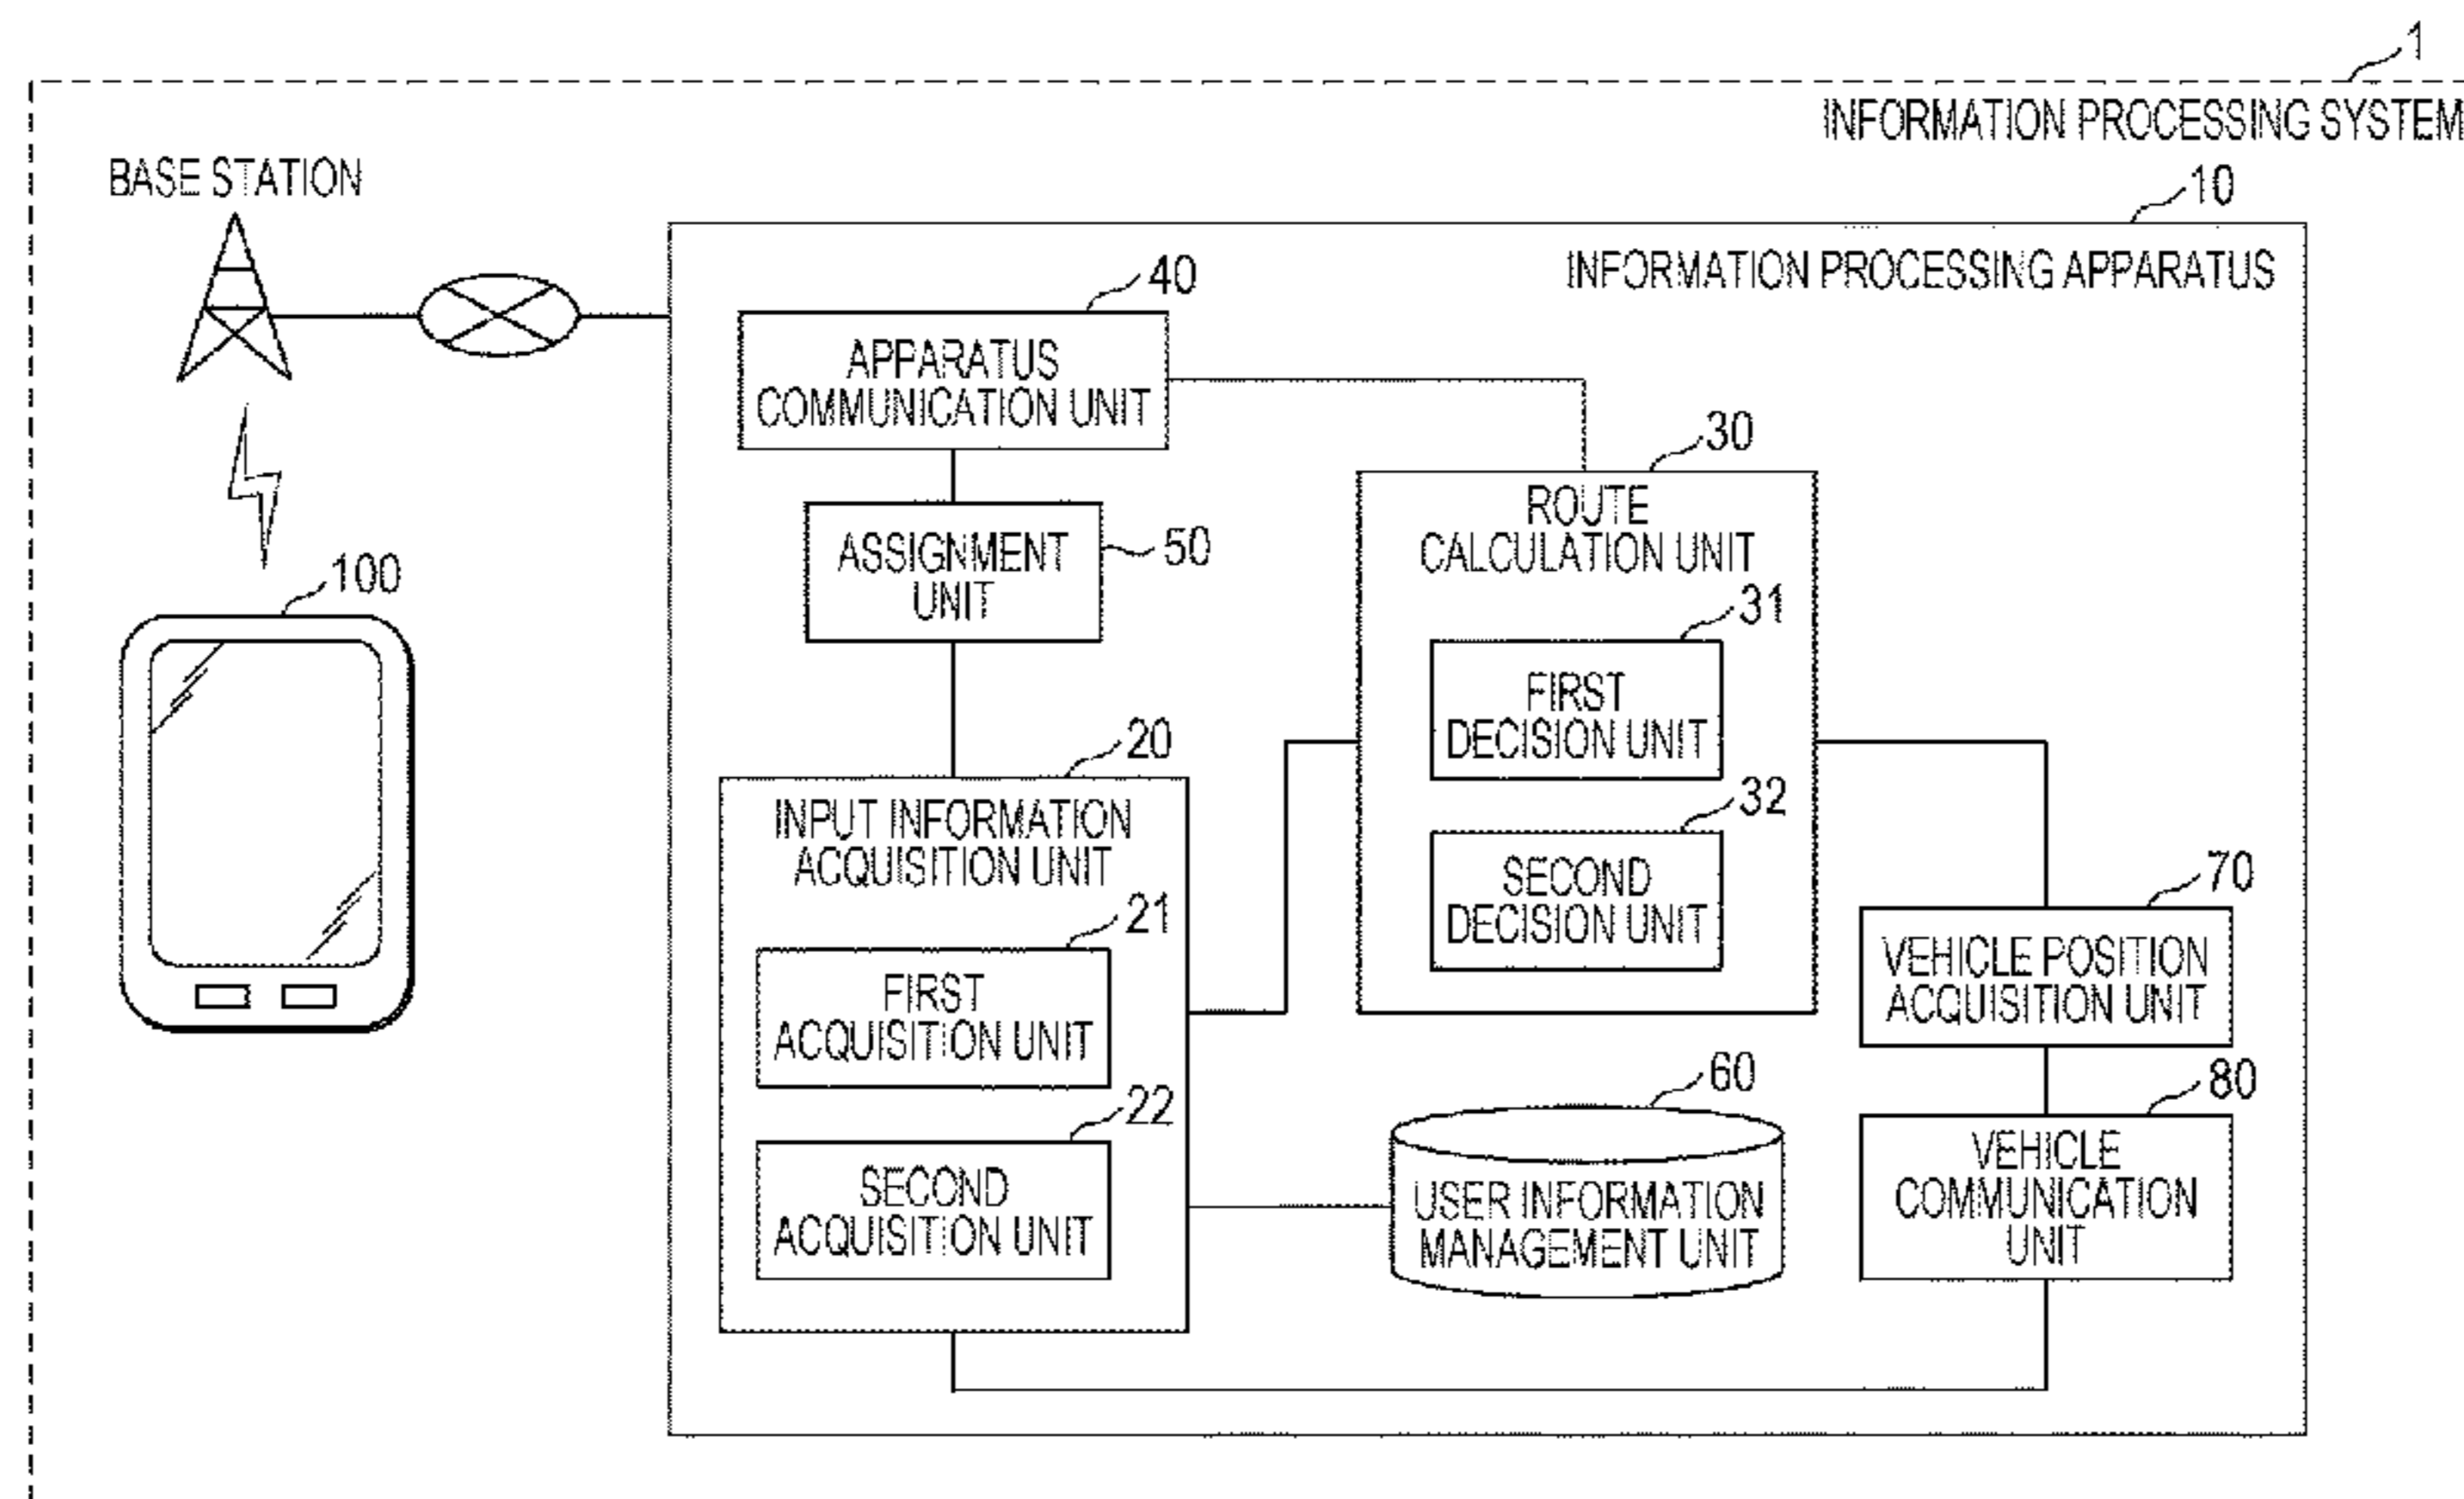 1
INFORMATION PROCESSING SYSTEM
BASE STATION
10
INFORMATION PROCESSING APPARATUS
40
APPARATUS
COMMUNICATION UNIT
30
ROUTE
CALCULATION UNIT
50
ASSIGNMENT
UNIT
100
31
FIRST
DECISION UNIT
20
INPUT INFORMATION
ACQUISITION UNIT
32
SECOND
DECISION UNIT
21
FIRST
ACQUISITION UNIT
70
VEHICLE POSITION
ACQUISITION UNIT
22
SECOND
ACQUISITION UNIT
60
USER INFORMATION
MANAGEMENT UNIT
80
VEHICLE
COMMUNICATION
UNIT